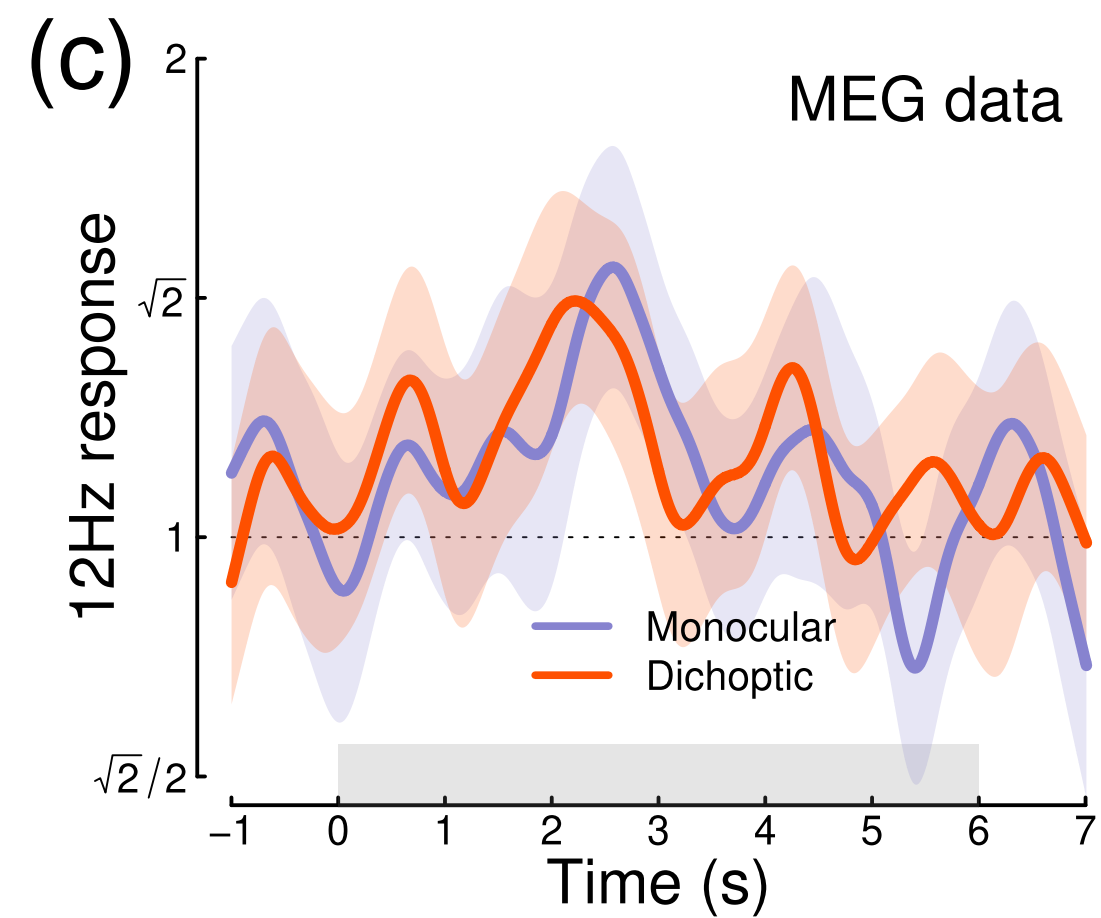 (c)
MEG data
2
√2
1
√2/2
12Hz response
Monocular
Dichoptic
−1 0 1 2 3 4 5 6 7
Time (s)